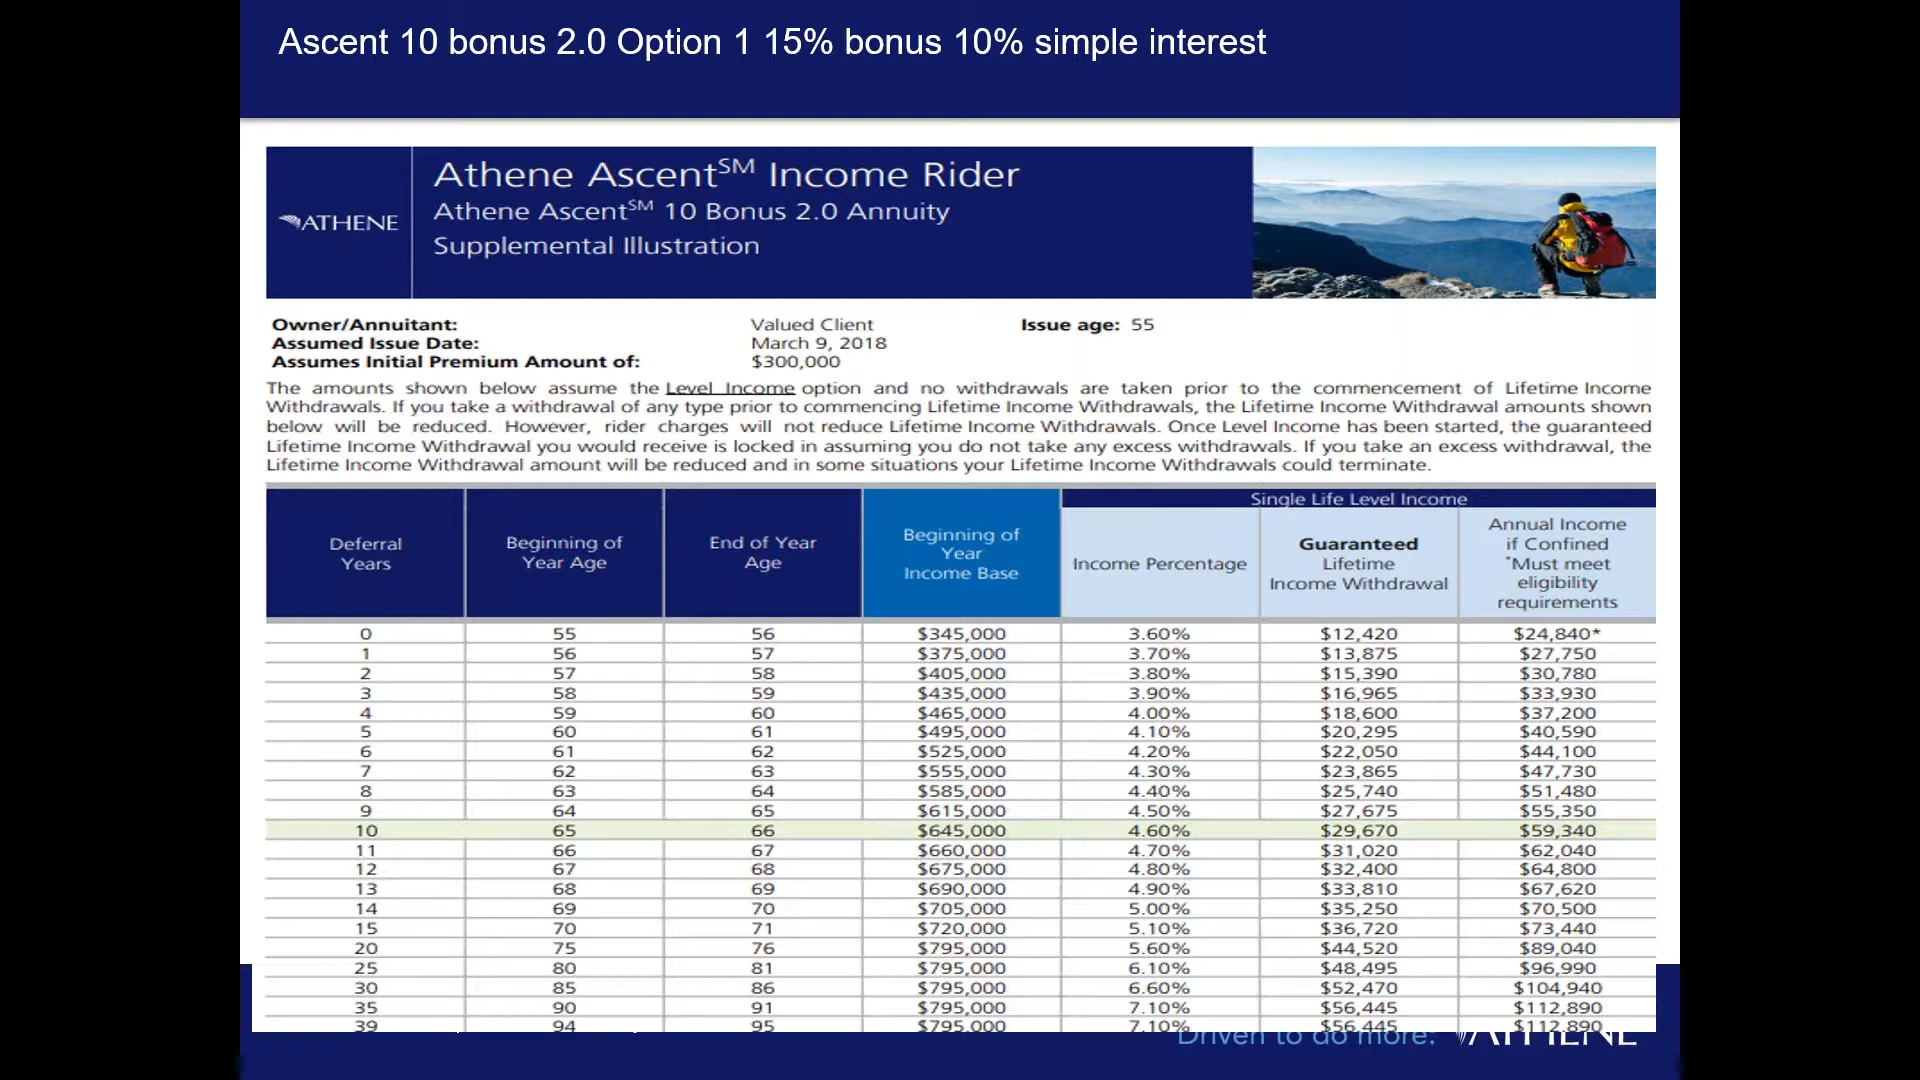 Ascent 10 bonus 2.0 Option 1 15% bonus 10% simple interest
ATHENE
Athene Ascent℠ Income Rider
Athene Ascent℠ 10 Bonus 2.0 Annuity
Supplemental Illustration
Owner/Annuitant: Valued Client Issue age: 55
Assumed Issue Date: March 9, 2018
Assumes Initial Premium Amount of: $300,000
The amounts shown below assume the Level Income option and no withdrawals are taken prior to the commencement of Lifetime Income
Withdrawals. If you take a withdrawal of any type prior to commencing Lifetime Income Withdrawals, the Lifetime Income Withdrawal amounts shown
below will be reduced. However, rider charges will not reduce Lifetime Income Withdrawals. Once Level Income has been started, the guaranteed
Lifetime Income Withdrawal you would receive is locked in assuming you do not take any excess withdrawals. If you take an excess withdrawal, the
Lifetime Income Withdrawal amount will be reduced and in some situations your Lifetime Income Withdrawals could terminate.
Single Life Level Income
Deferral
Years
Beginning of
Year Age
End of Year
Age
Beginning of
Year
Income Base
Income Percentage
Guaranteed
Lifetime
Income Withdrawal
Annual Income
if Confined
*Must meet
eligibility
requirements
0 55 56 $345,000 3.60% $12,420 $24,840*
1 56 57 $375,000 3.70% $13,875 $27,750
2 57 58 $405,000 3.80% $15,390 $30,780
3 58 59 $435,000 3.90% $16,965 $33,930
4 59 60 $465,000 4.00% $18,600 $37,200
5 60 61 $495,000 4.10% $20,295 $40,590
6 61 62 $525,000 4.20% $22,050 $44,100
7 62 63 $555,000 4.30% $23,865 $47,730
8 63 64 $585,000 4.40% $25,740 $51,480
9 64 65 $615,000 4.50% $27,675 $55,350
10 65 66 $645,000 4.60% $29,670 $59,340
11 66 67 $660,000 4.70% $31,020 $62,040
12 67 68 $675,000 4.80% $32,400 $64,800
13 68 69 $690,000 4.90% $33,810 $67,620
14 69 70 $705,000 5.00% $35,250 $70,500
15 70 71 $720,000 5.10% $36,720 $73,440
20 75 76 $795,000 5.60% $44,520 $89,040
25 80 81 $795,000 6.10% $48,495 $96,990
30 85 86 $795,000 6.60% $52,470 $104,940
35 90 91 $795,000 7.10% $56,445 $112,890
39 94 95 $795,000 7.10% $56,445 $112,890
Driven to do more. ATHENE